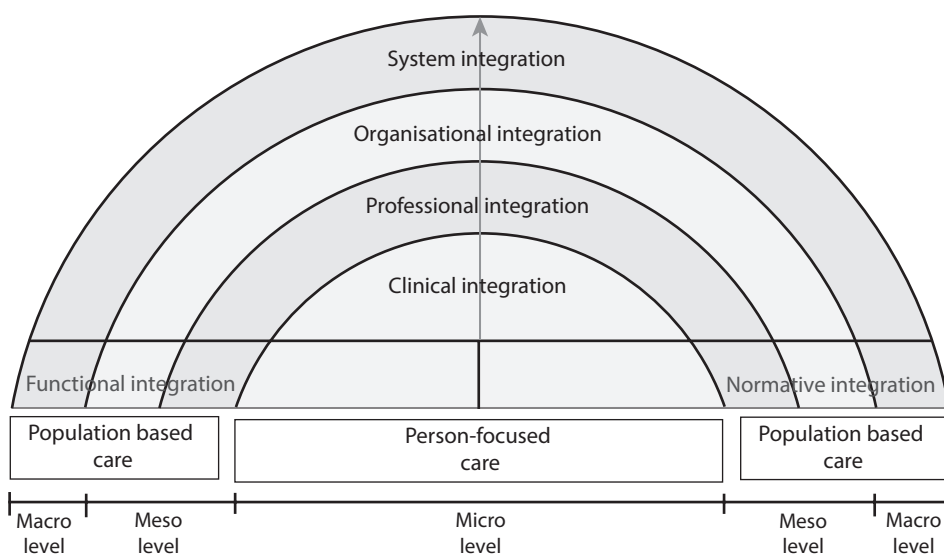 System integration
Organisational integration
Professional integration
Clinical integration
Functional integration
Normative integration
Population based
care
Person-focused
care
Population based
care
Macro
level
Meso
level
Micro
level
Meso
level
Macro
level